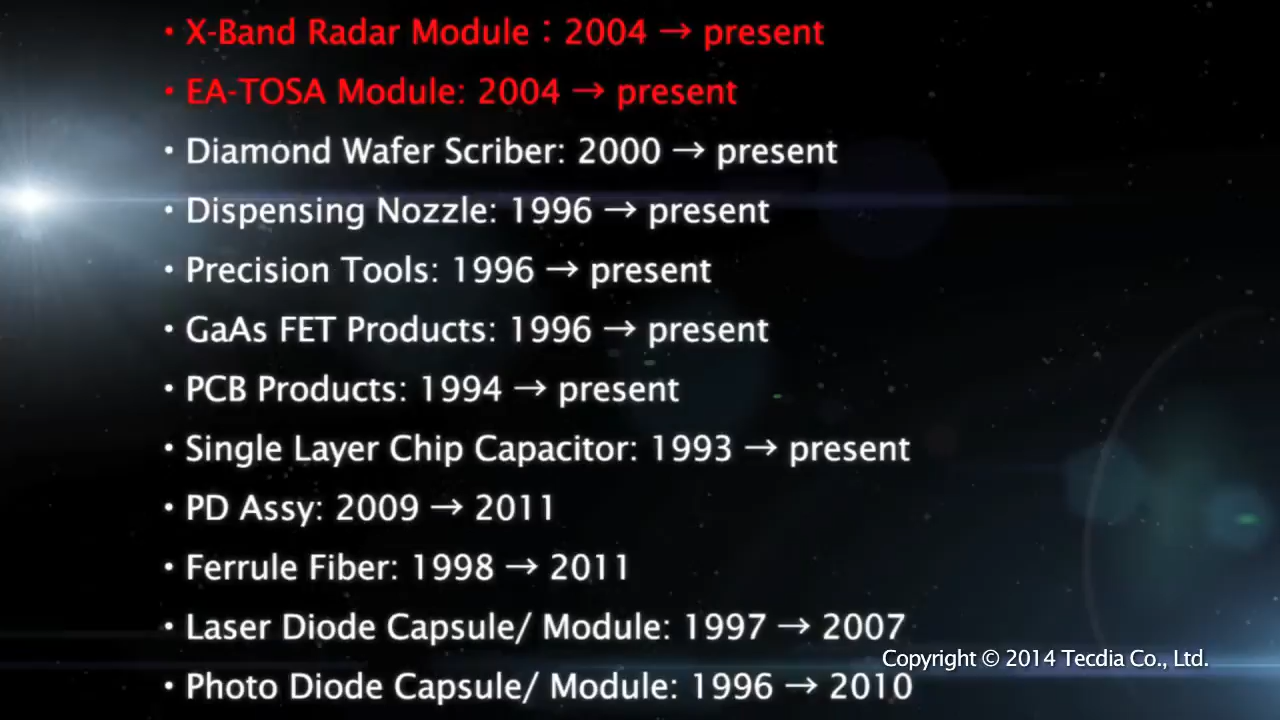 • X-Band Radar Module：2004 → present
• EA-TOSA Module: 2004 → present
• Diamond Wafer Scriber: 2000 → present
• Dispensing Nozzle: 1996 → present
• Precision Tools: 1996 → present
• GaAs FET Products: 1996 → present
• PCB Products: 1994 → present
• Single Layer Chip Capacitor: 1993 → present
• PD Assy: 2009 → 2011
• Ferrule Fiber: 1998 → 2011
• Laser Diode Capsule/ Module: 1997 → 2007
Copyright © 2014 Tecdia Co., Ltd.
• Photo Diode Capsule/ Module: 1996 → 2010